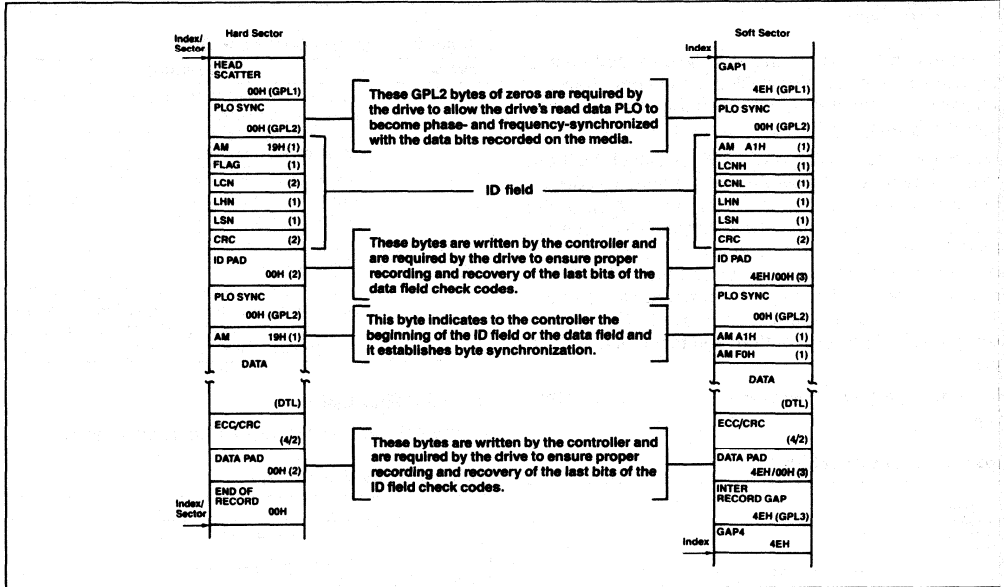 Hard Sector
Index/
Sector
HEAD
SCATTER
00H (GPL1)
PLO SYNC
00H (GPL2)
AM 19H (1)
FLAG (1)
LCN (2)
LHN (1)
LSN (1)
CRC (2)
ID PAD
00H (2)
PLO SYNC
00H (GPL2)
AM 19H (1)
DATA
(DTL)
ECC/CRC
(4/2)
DATA PAD
00H (2)
END OF
RECORD
00H
Index/
Sector
These GPL2 bytes of zeros are required by
the drive to allow the drive's read data PLO to
become phase- and frequency-synchronized
with the data bits recorded on the media.
ID field
These bytes are written by the controller and
are required by the drive to ensure proper
recording and recovery of the last bits of the
data field check codes.
This byte indicates to the controller the
beginning of the ID field or the data field and
it establishes byte synchronization.
These bytes are written by the controller and
are required by the drive to ensure proper
recording and recovery of the last bits of the
ID field check codes.
Soft Sector
Index
GAP1
4EH (GPL1)
PLO SYNC
00H (GPL2)
AM A1H (1)
LCNH (1)
LCNL (1)
LHN (1)
LSN (1)
CRC (2)
ID PAD
4EH/00H (3)
PLO SYNC
00H (GPL2)
AM A1H (1)
AM F0H (1)
DATA
(DTL)
ECC/CRC
(4/2)
DATA PAD
4EH/00H (3)
INTER
RECORD GAP
4EH (GPL3)
GAP4
4EH
Index